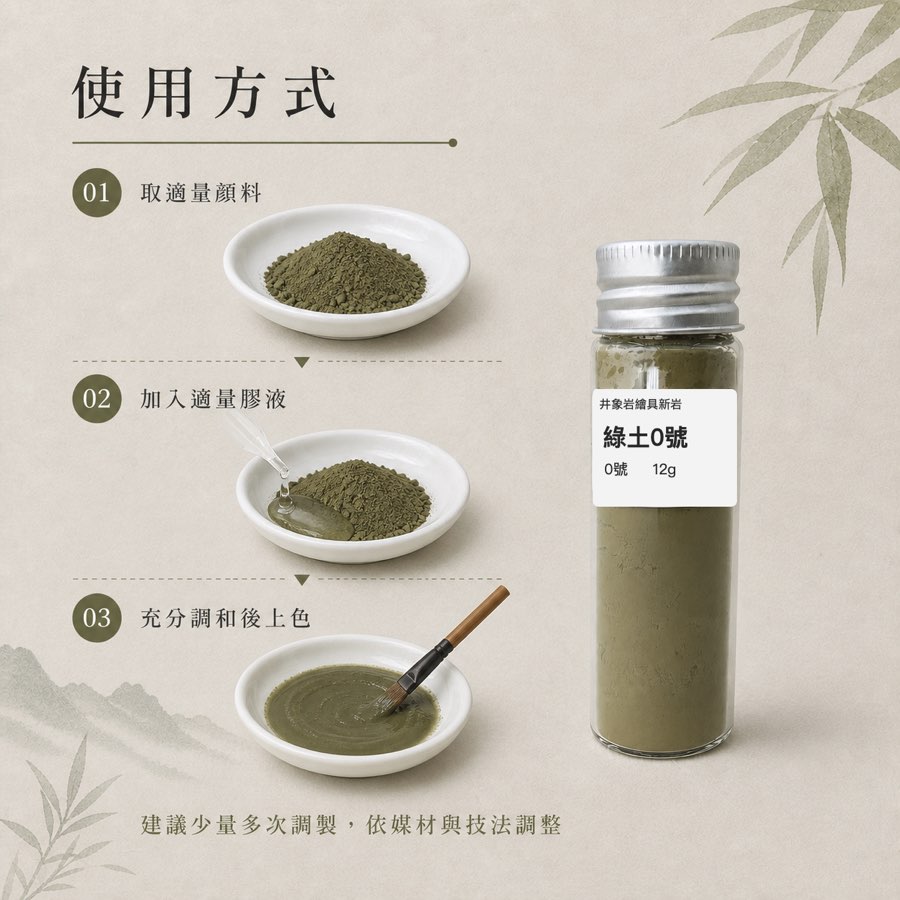 使用方式
01 取適量顏料
02 加入適量膠液
03 充分調和後上色
建議少量多次調製，依媒材與技法調整
井象岩繪具新岩
綠土0號
0號 12g